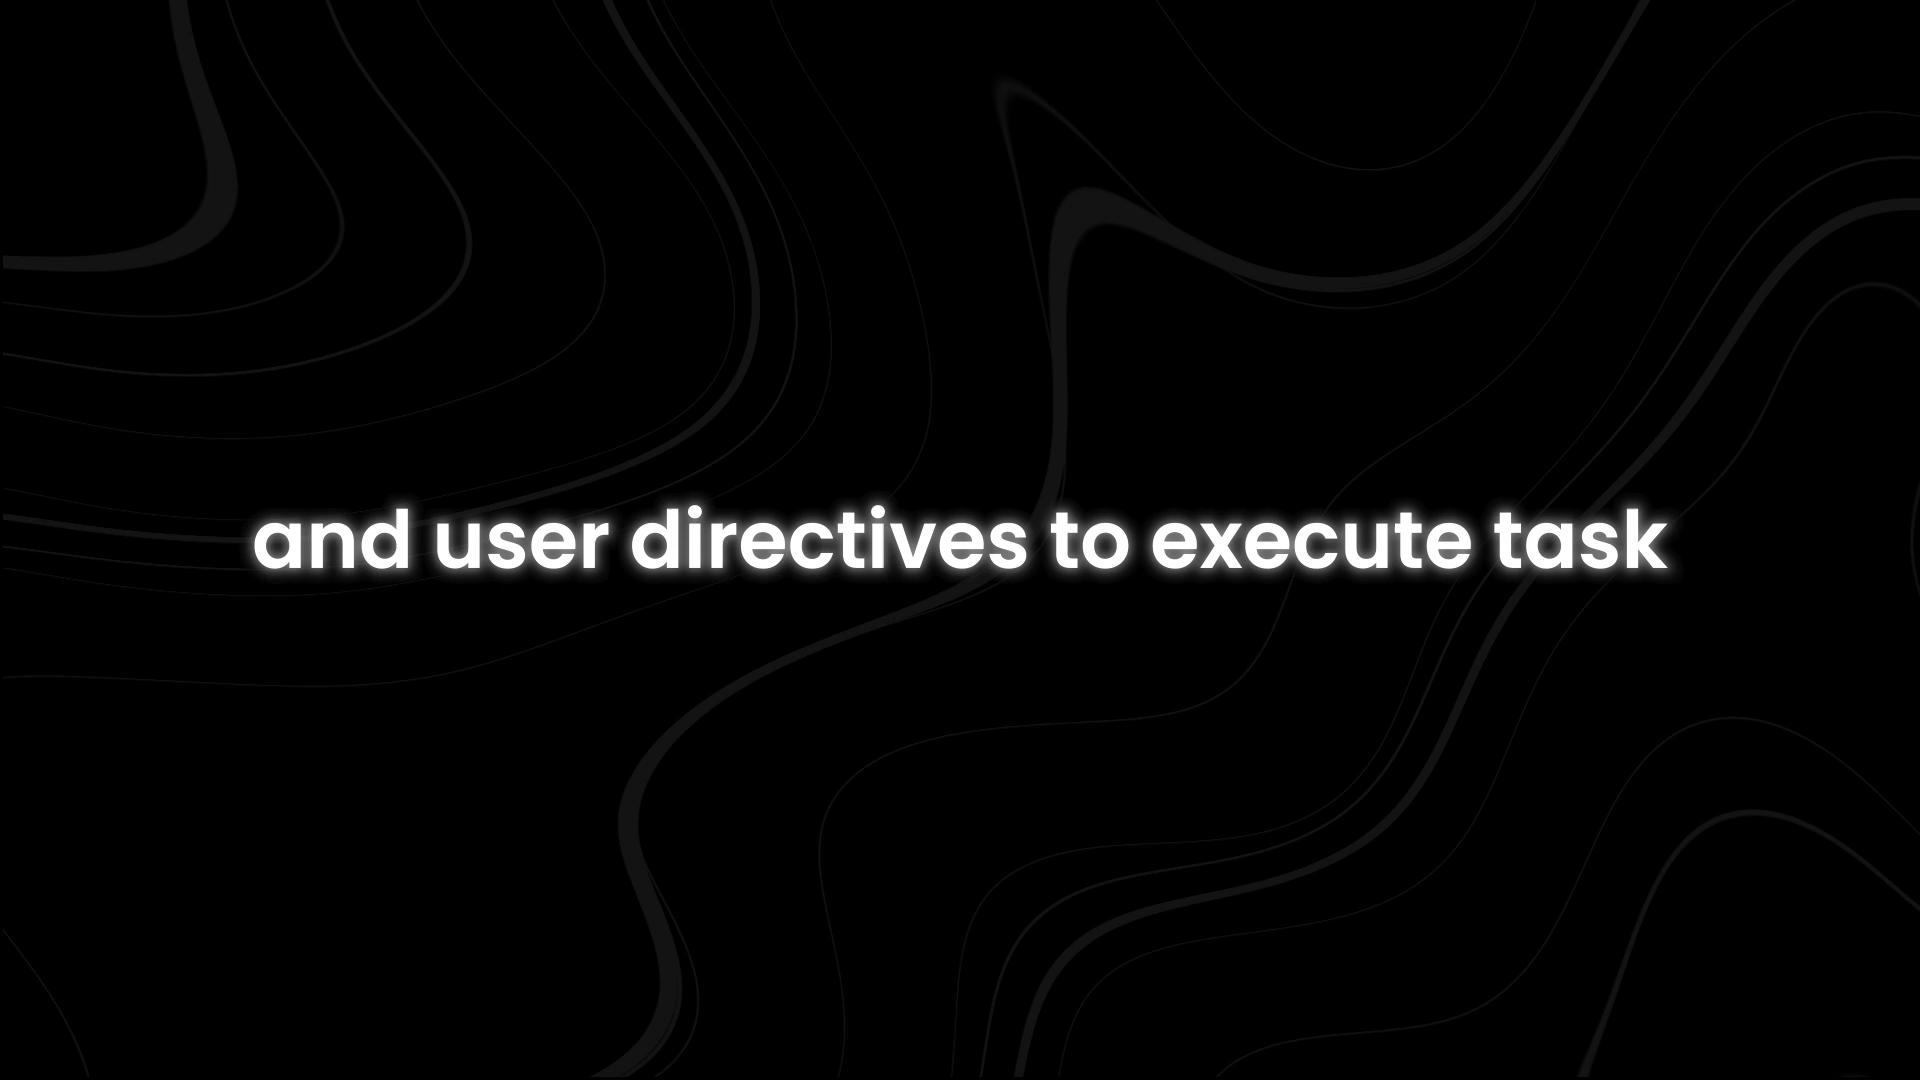 and user directives to execute task